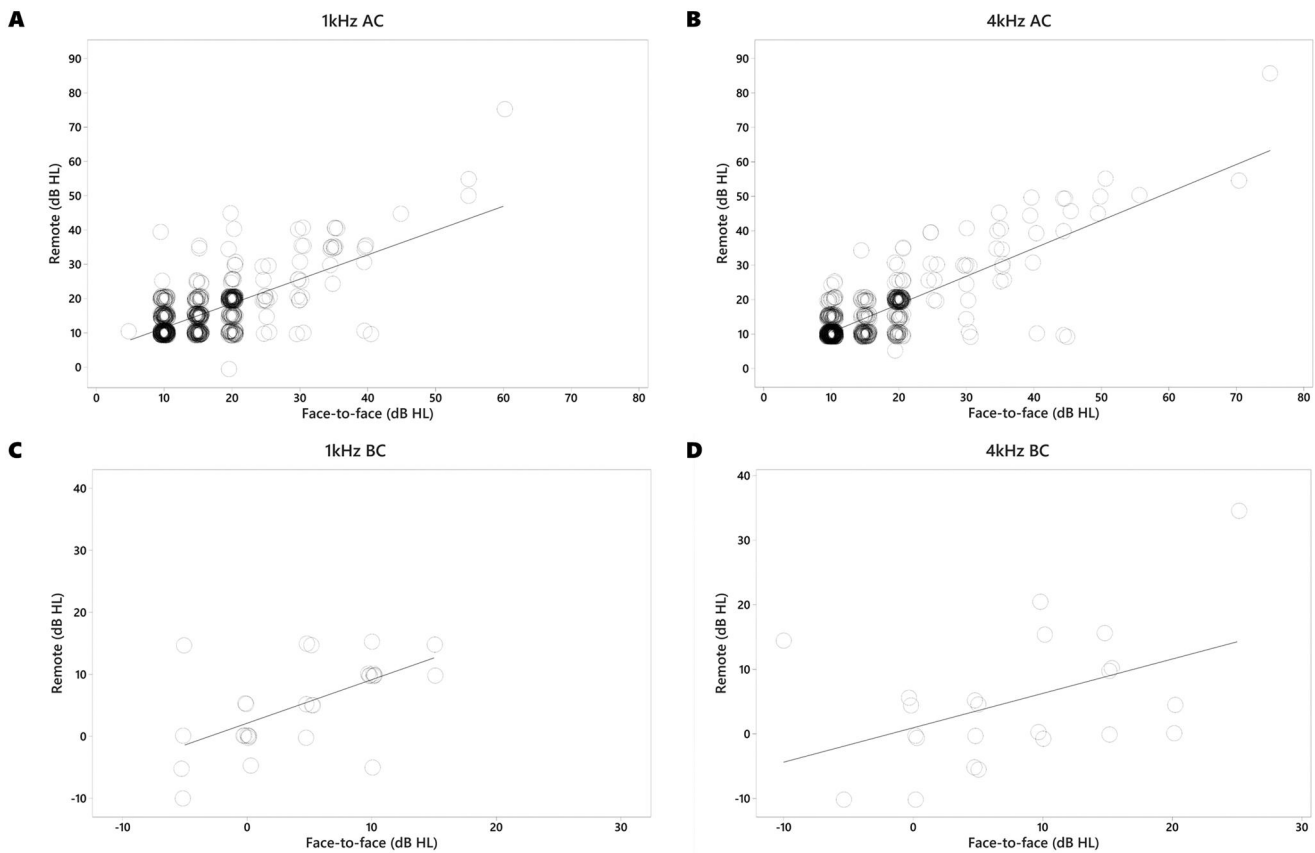 A
1kHz AC
90
80
70
60
50
40
30
20
10
0
Remote (dB HL)
0 10 20 30 40 50 60 70 80
Face-to-face (dB HL)
B
4kHz AC
90
80
70
60
50
40
30
20
10
0
Remote (dB HL)
0 10 20 30 40 50 60 70 80
Face-to-face (dB HL)
C
1kHz BC
40
30
20
10
0
-10
Remote (dB HL)
-10 0 10 20 30
Face-to-face (dB HL)
D
4kHz BC
40
30
20
10
0
-10
Remote (dB HL)
-10 0 10 20 30
Face-to-face (dB HL)